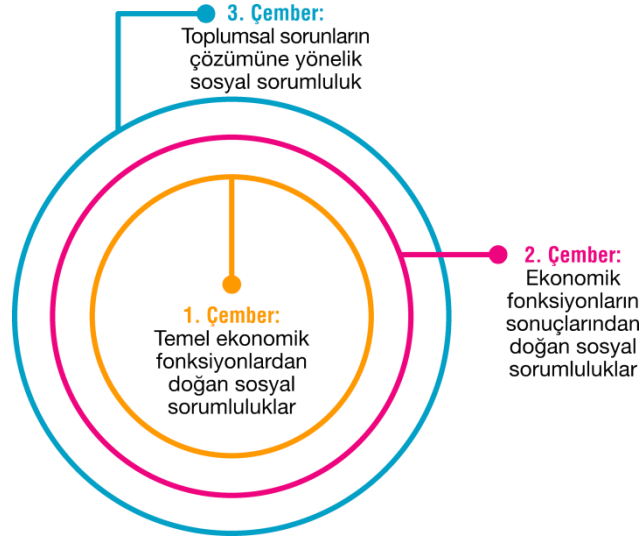 3. Çember:
Toplumsal sorunların
çözümüne yönelik
sosyal sorumluluk
2. Çember:
Ekonomik
fonksiyonların
sonuçlarından
doğan sosyal
sorumluluklar
1. Çember:
Temel ekonomik
fonksiyonlardan
doğan sosyal
sorumluluklar